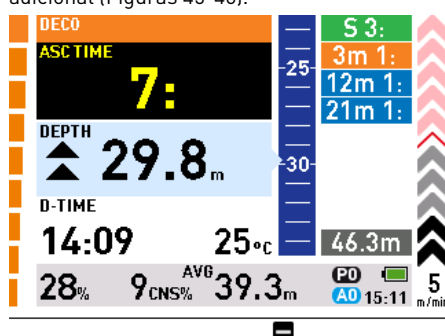 adicional (Figuras 45-46).
DECO
ASC TIME
7:
DEPTH
29.8m
D-TIME
14:09
25°C
25
30
S 3:
3m 1:
12m 1:
21m 1:
46.3m
28%
9CNS%
AVG 39.3m
P0
A0 15:11
5
m/min